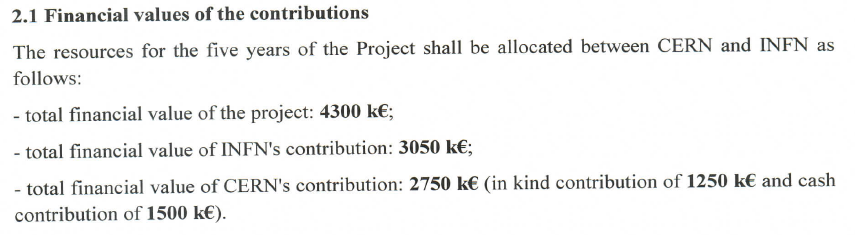 2.1 Financial values of the contributions
The resources for the five years of the Project shall be allocated between CERN and INFN as
follows:
- total financial value of the project: 4300 k€;
- total financial value of INFN's contribution: 3050 k€;
- total financial value of CERN's contribution: 2750 k€ (in kind contribution of 1250 k€ and cash
contribution of 1500 k€).